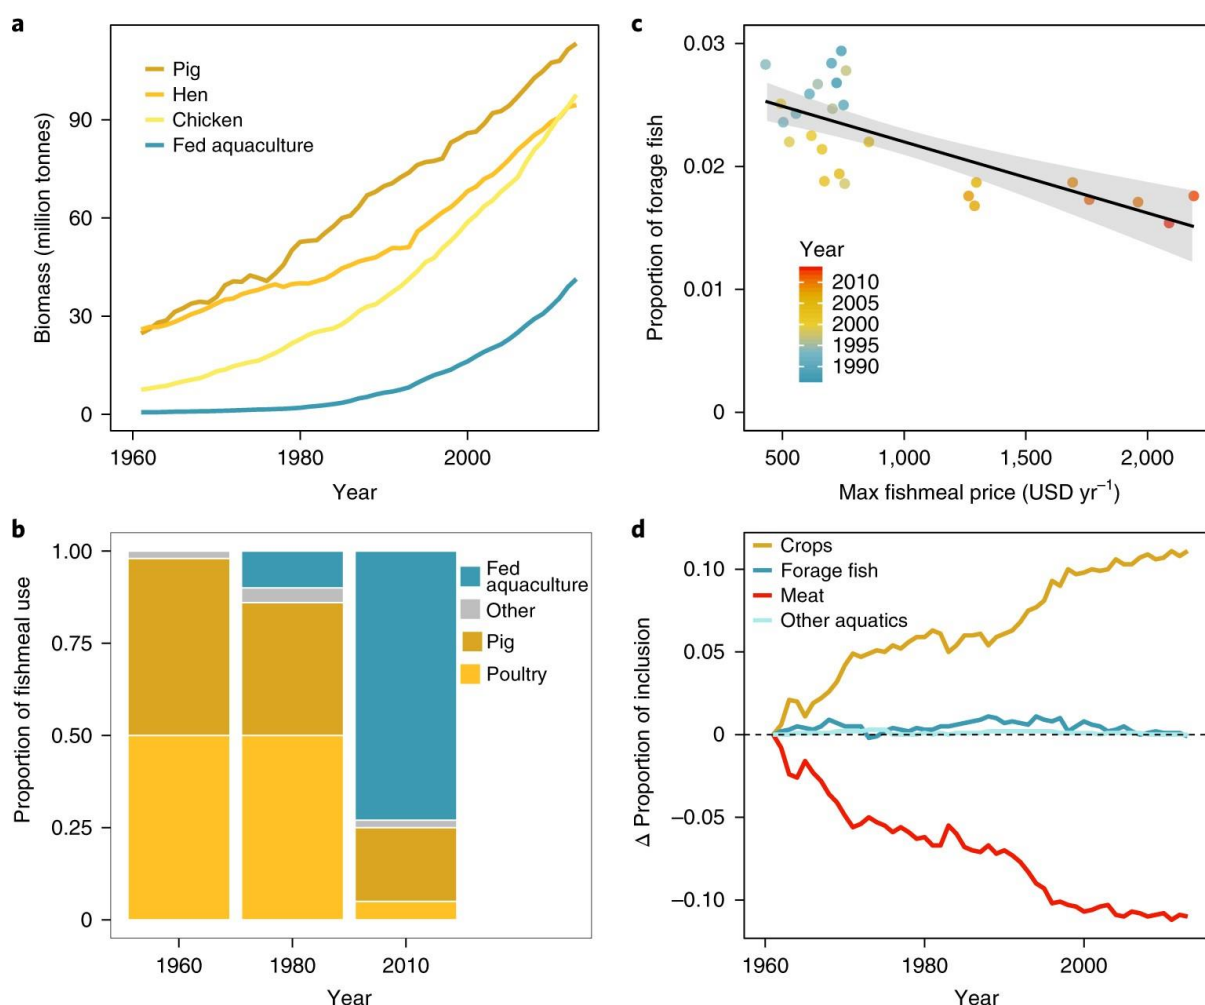 a
Pig
Hen
Chicken
Fed aquaculture
90
60
30
0
Biomass (million tonnes)
1960
1980
2000
Year
b
1.00
0.75
0.50
0.25
0
Proportion of fishmeal use
Fed
aquaculture
Other
Pig
Poultry
1960
1980
2010
Year
c
0.03
0.02
0.01
0
Proportion of forage fish
Year
2010
2005
2000
1995
1990
500
1,000
1,500
2,000
Max fishmeal price (USD yr⁻¹)
d
Crops
Forage fish
Meat
Other aquatics
0.10
0.05
0
−0.05
−0.10
Δ Proportion of inclusion
1960
1980
2000
Year